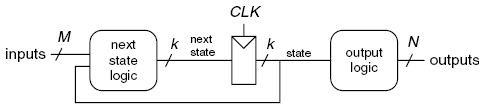 CLK
M
next
k
k
N
inputs
next
state
logic
state
state
output
logic
outputs